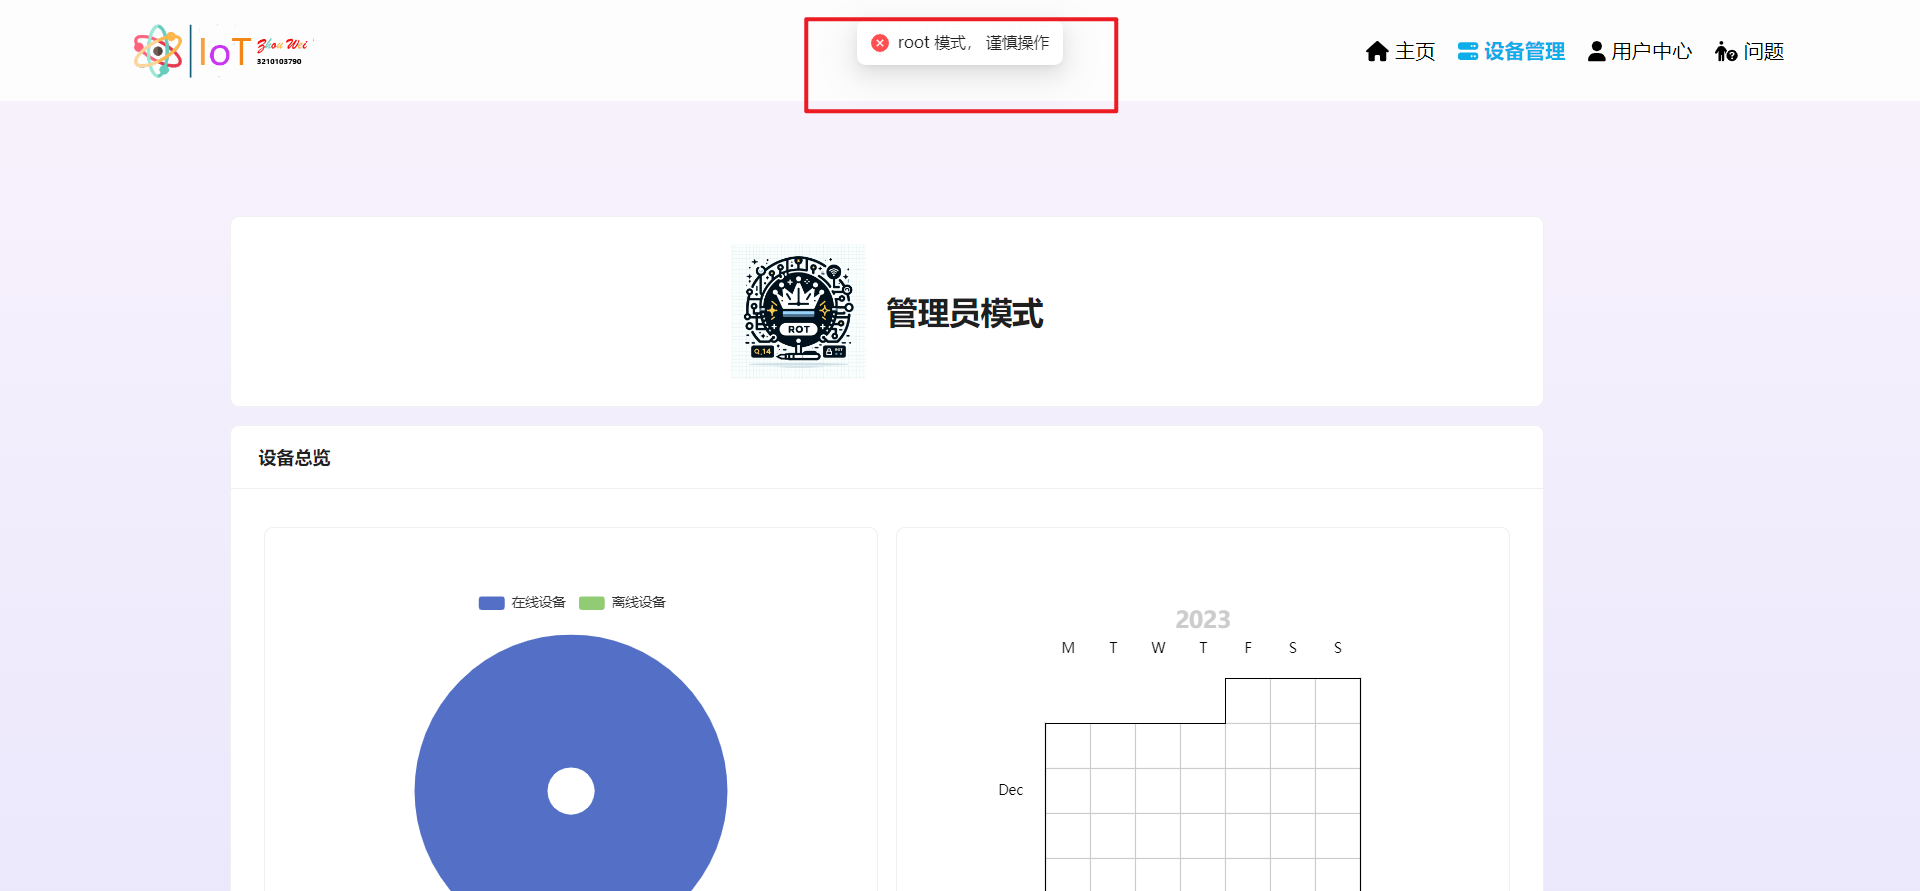 IoT
Zhou Wei
3210103790
root 模式， 谨慎操作
主页
设备管理
用户中心
问题
ROT
管理员模式
设备总览
在线设备
离线设备
2023
M T W T F S S
Dec